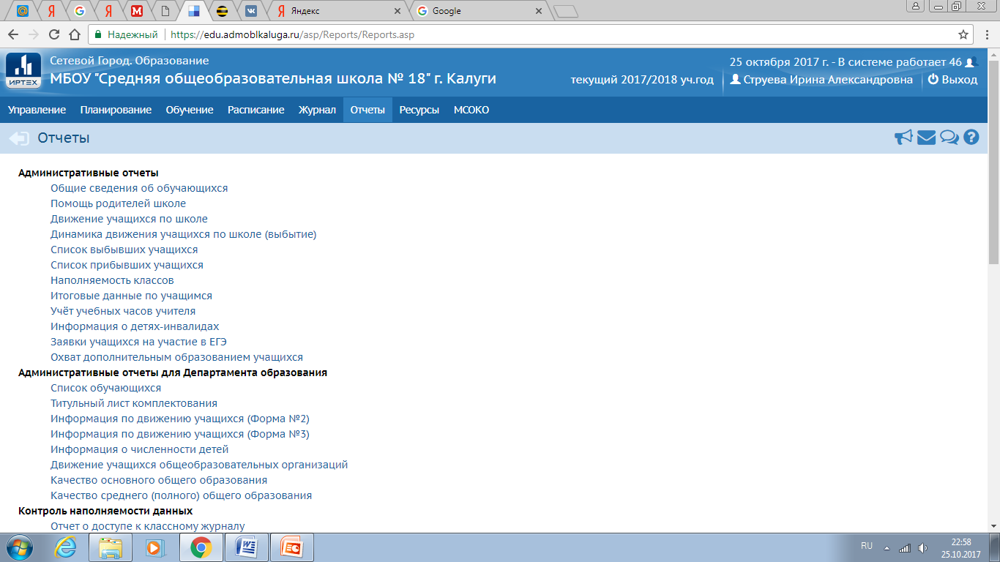 Яндекс
Google
Надежный
https://edu.admoblkaluga.ru/asp/Reports/Reports.asp
ИРТЕХ
Сетевой Город. Образование
25 октября 2017 г. - В системе работает 46
МБОУ "Средняя общеобразовательная школа № 18" г. Калуги
текущий 2017/2018 уч.год
Струева Ирина Александровна
Выход
Управление Планирование Обучение Расписание Журнал Отчеты Ресурсы МСОКО
Отчеты
Административные отчеты
Общие сведения об обучающихся
Помощь родителей школе
Движение учащихся по школе
Динамика движения учащихся по школе (выбытие)
Список выбывших учащихся
Список прибывших учащихся
Наполняемость классов
Итоговые данные по учащимся
Учёт учебных часов учителя
Информация о детях-инвалидах
Заявки учащихся на участие в ЕГЭ
Охват дополнительным образованием учащихся
Административные отчеты для Департамента образования
Список обучающихся
Титульный лист комплектования
Информация по движению учащихся (Форма №2)
Информация по движению учащихся (Форма №3)
Информация о численности детей
Движение учащихся общеобразовательных организаций
Качество основного общего образования
Качество среднего (полного) общего образования
Контроль наполняемости данных
Отчет о доступе к классному журналу
RU
22:58
25.10.2017